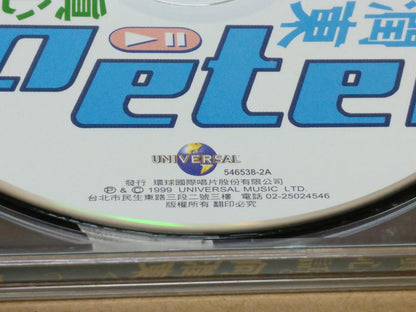 潤東
Data
UNIVERSAL
546538-2A
發行 環球國際唱片股份有限公司
Ⓟ & © 1999 UNIVERSAL MUSIC LTD.
台北市民生東路三段二號三樓 電話 02-25024546
版權所有 翻印必究